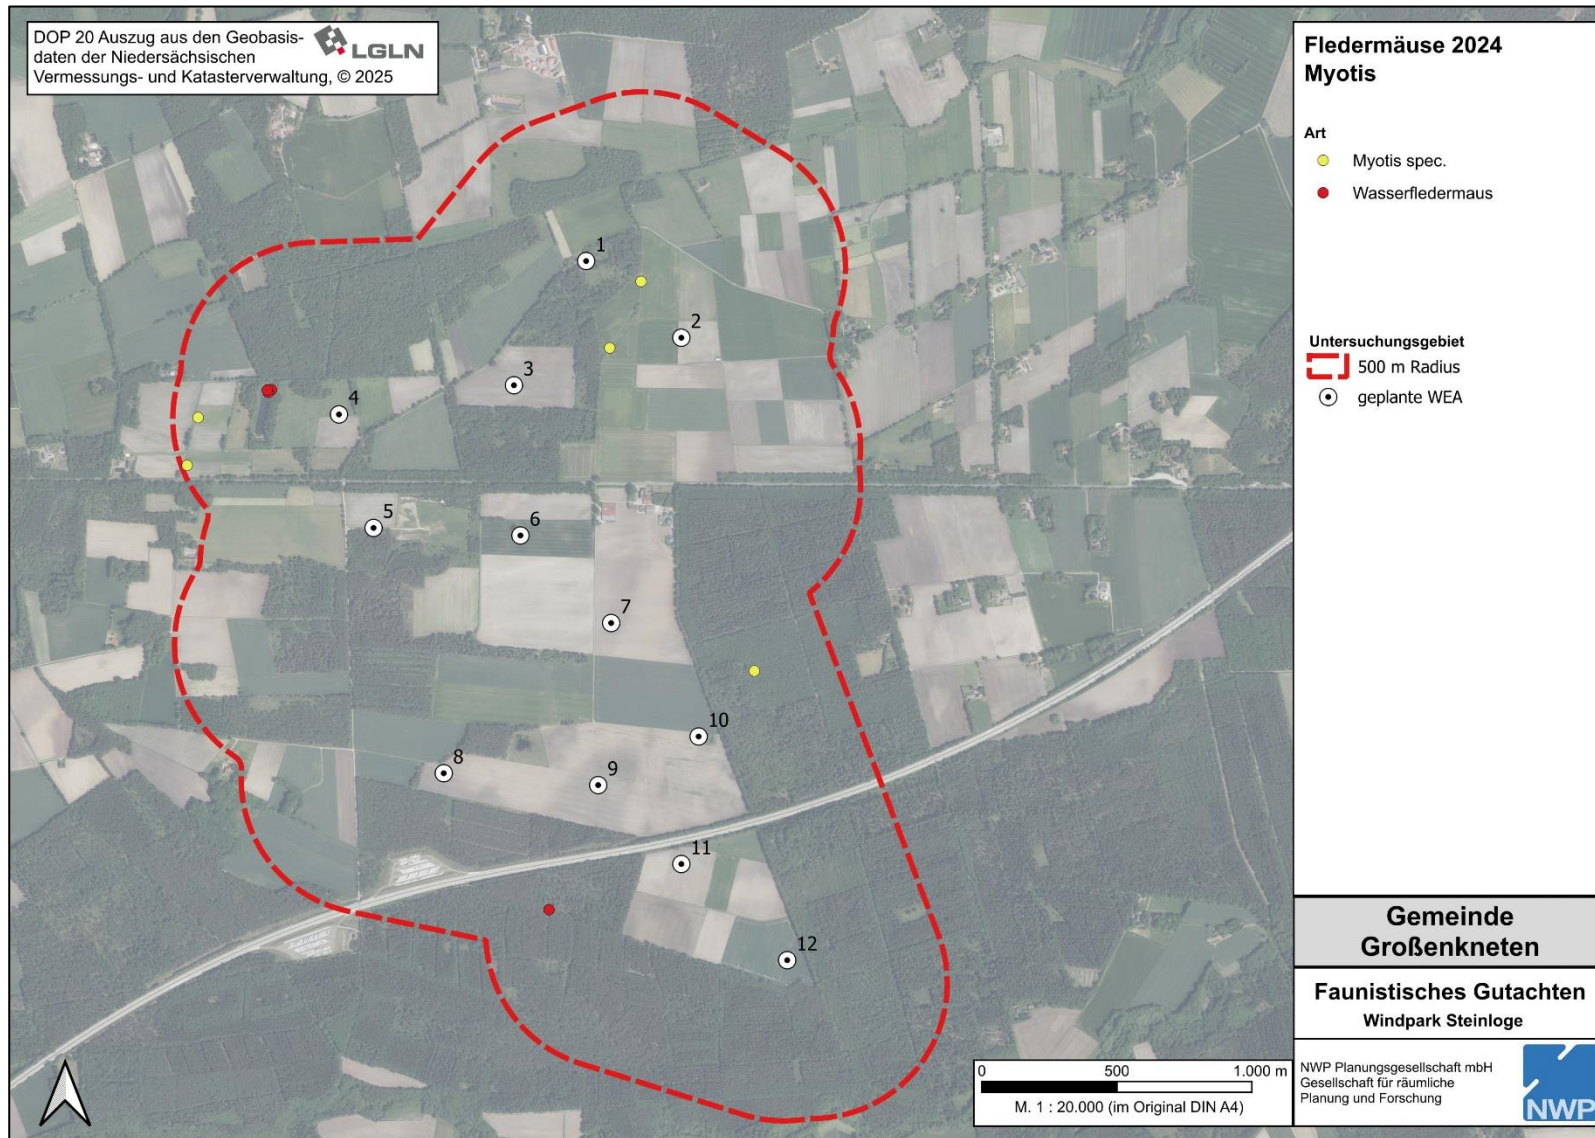 DOP 20 Auszug aus den Geobasis-
daten der Niedersächsischen
Vermessungs- und Katasterverwaltung, © 2025
LGLN
Fledermäuse 2024
Myotis
Art
Myotis spec.
Wasserfledermaus
Untersuchungsgebiet
500 m Radius
geplante WEA
1
2
3
4
5
6
7
8
9
10
11
12
0 500 1.000 m
M. 1 : 20.000 (im Original DIN A4)
Gemeinde
Großenkneten
Faunistisches Gutachten
Windpark Steinloge
NWP Planungsgesellschaft mbH
Gesellschaft für räumliche
Planung und Forschung
NWP